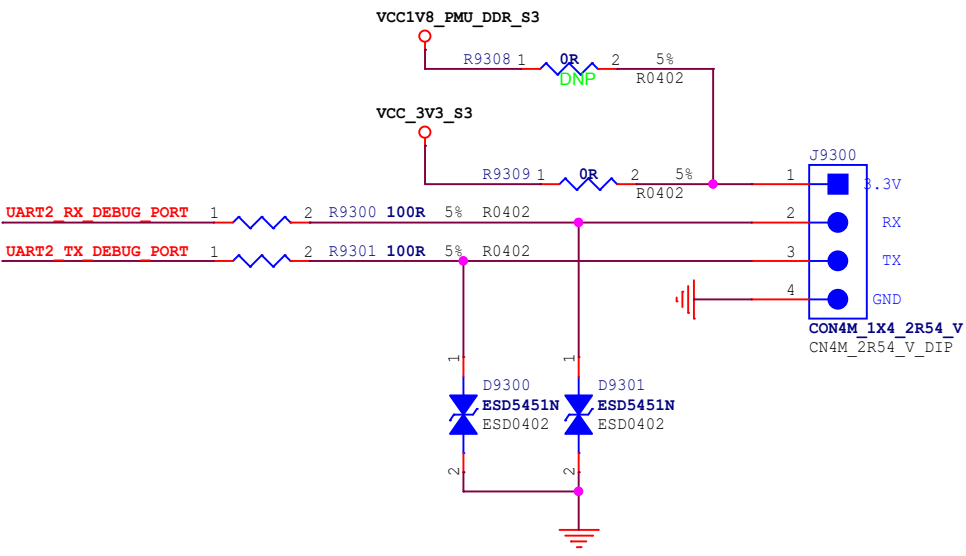 VCC1V8_PMU_DDR_S3
R9308 1 0R 2 5%
DNP R0402
VCC_3V3_S3
J9300
R9309 1 0R 2 5% 1 3.3V
R0402
UART2_RX_DEBUG_PORT 1 2 R9300 100R 5% R0402 2 RX
UART2_TX_DEBUG_PORT 1 2 R9301 100R 5% R0402 3 TX
4 GND
CON4M_1X4_2R54_V
CN4M_2R54_V_DIP
1 1
D9300 D9301
ESD5451N ESD5451N
ESD0402 ESD0402
2 2